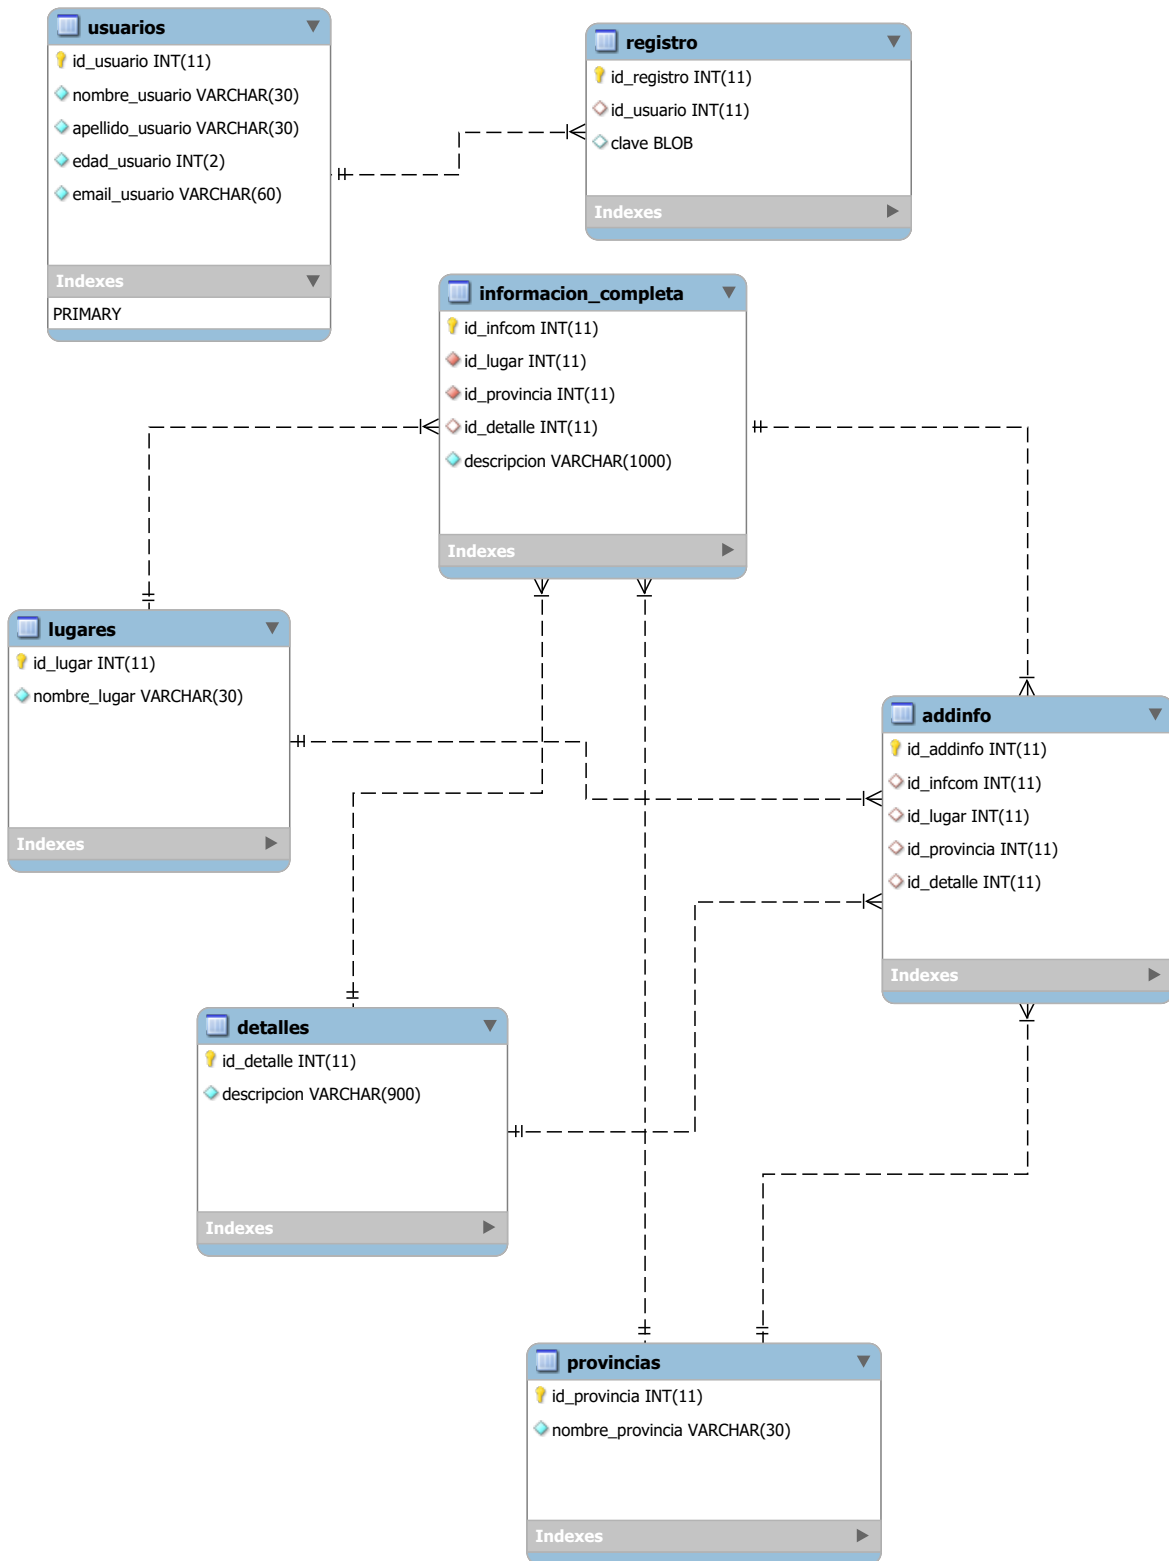 usuarios
id_usuario INT(11)
nombre_usuario VARCHAR(30)
apellido_usuario VARCHAR(30)
edad_usuario INT(2)
email_usuario VARCHAR(60)
Indexes
PRIMARY
registro
id_registro INT(11)
id_usuario INT(11)
clave BLOB
Indexes
informacion_completa
id_infcom INT(11)
id_lugar INT(11)
id_provincia INT(11)
id_detalle INT(11)
descripcion VARCHAR(1000)
Indexes
lugares
id_lugar INT(11)
nombre_lugar VARCHAR(30)
Indexes
addinfo
id_addinfo INT(11)
id_infcom INT(11)
id_lugar INT(11)
id_provincia INT(11)
id_detalle INT(11)
Indexes
detalles
id_detalle INT(11)
descripcion VARCHAR(900)
Indexes
provincias
id_provincia INT(11)
nombre_provincia VARCHAR(30)
Indexes